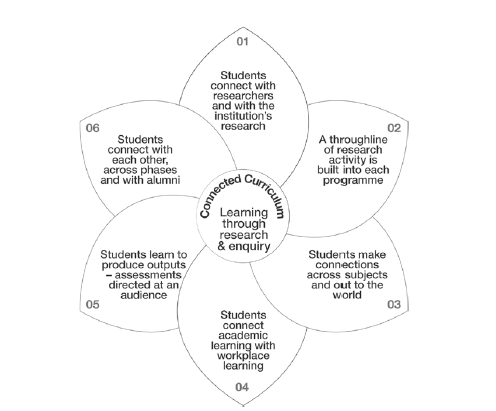 01
Students
connect with
researchers
and with the
institution's
research
02
A throughline
of research
activity is
built into each
programme
03
Students make
connections
across subjects
and out to the
world
04
Students
connect
academic
learning with
workplace
learning
05
Students learn to
produce outputs
– assessments
directed at an
audience
06
Students
connect with
each other,
across phases
and with alumni
Connected Curriculum
Learning
through
research
& enquiry